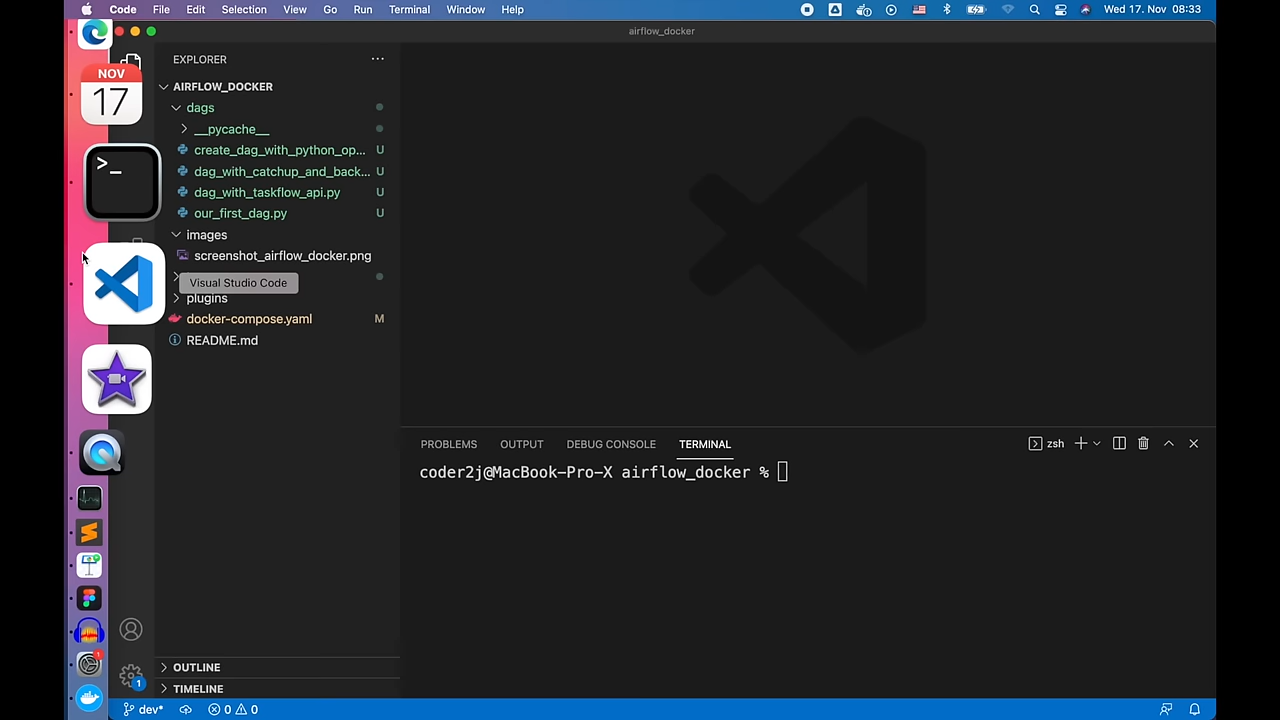 Code File Edit Selection View Go Run Terminal Window Help Wed 17. Nov 08:33
airflow_docker
EXPLORER
NOV
17
AIRFLOW_DOCKER
dags
__pycache__
create_dag_with_python_op... U
dag_with_catchup_and_back... U
dag_with_taskflow_api.py U
our_first_dag.py U
images
screenshot_airflow_docker.png
Visual Studio Code
plugins
docker-compose.yaml M
README.md
PROBLEMS OUTPUT DEBUG CONSOLE TERMINAL zsh
coder2j@MacBook-Pro-X airflow_docker %
OUTLINE
TIMELINE
1
1
dev* 0 0